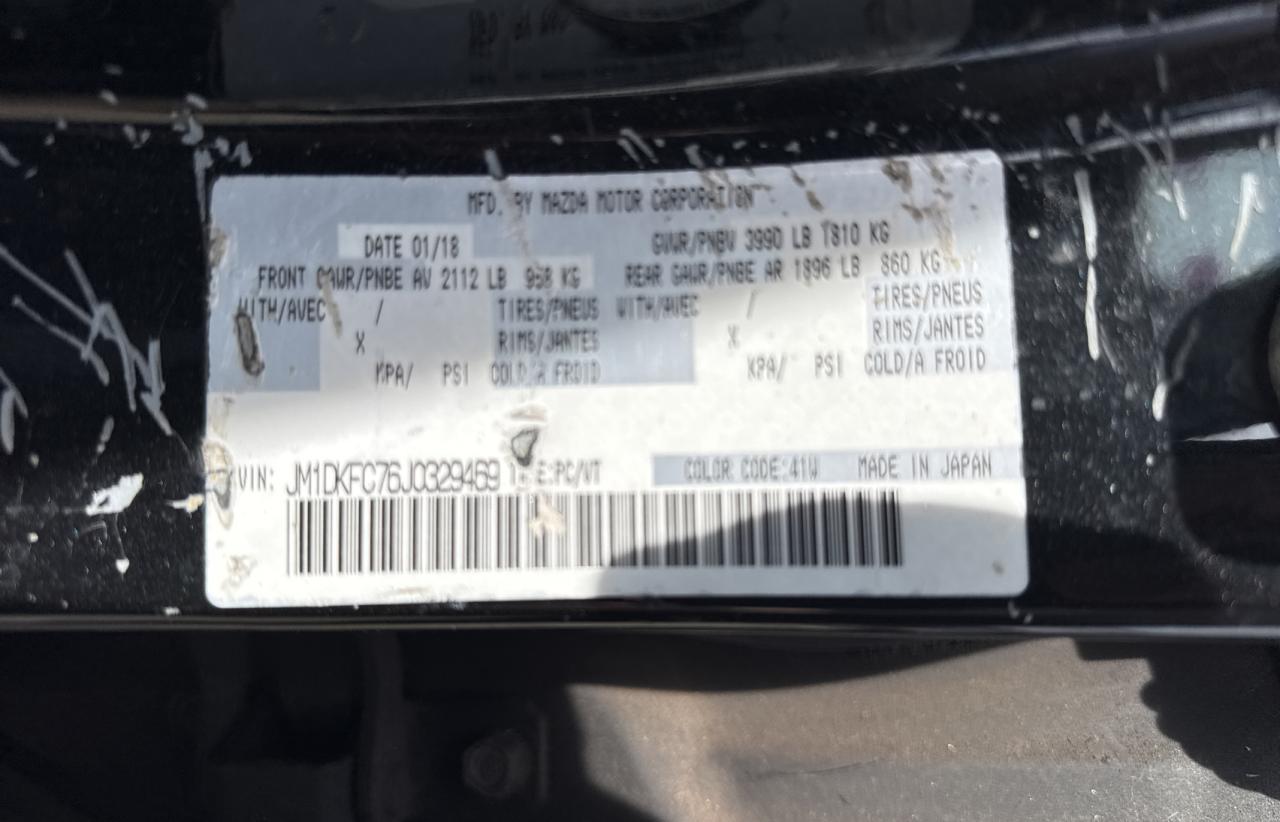 MFD. BY MAZDA MOTOR CORPORATION
DATE 01/18 GVWR/PNBV 3990 LB 1810 KG
FRONT GAWR/PNBE AV 2112 LB 958 KG REAR GAWR/PNBE AR 1896 LB 860 KG
WITH/AVEC / TIRES/PNEUS WITH/AVEC / TIRES/PNEUS
X RIMS/JANTES X RIMS/JANTES
KPA/ PSI COLD/A FROID KPA/ PSI COLD/A FROID
VIN: JM1DKFC76J0329469 E:PC/VT COLOR CODE:41W MADE IN JAPAN